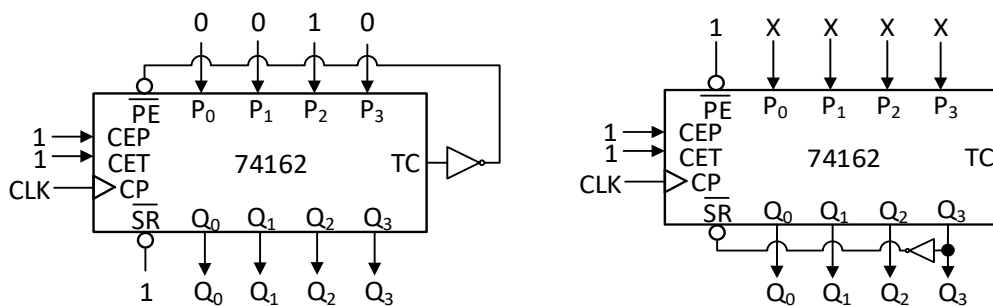 0 0 1 0
PE P₀ P₁ P₂ P₃
1 CEP
1 CET
74162 TC
CLK CP
SR Q₀ Q₁ Q₂ Q₃
1 Q₀ Q₁ Q₂ Q₃
1 X X X X
PE P₀ P₁ P₂ P₃
1 CEP
1 CET
74162 TC
CLK CP
SR Q₀ Q₁ Q₂ Q₃
Q₀ Q₁ Q₂ Q₃